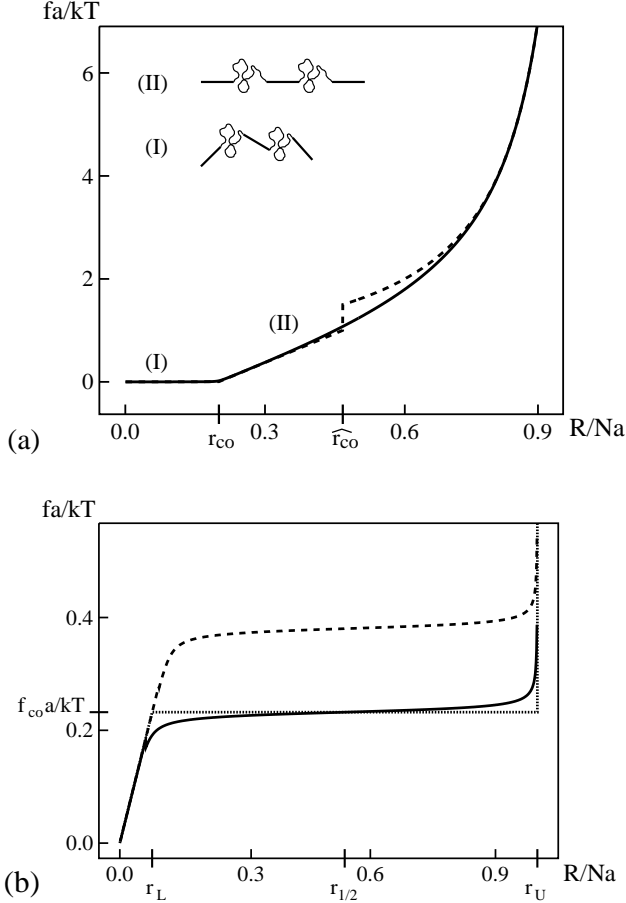 fa/kT
6
(II)
(I)
4
2
(II)
(I)
0
(a)
0.0
r_co
0.3
\widehat{r_co}
0.6
0.9
R/Na
fa/kT
0.4
f_co a/kT
0.2
0.0
(b)
0.0
r_L
0.3
r_1/2
0.6
0.9
r_U
R/Na